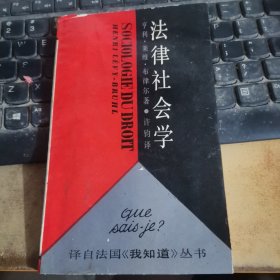 法律社会学
亨利·莱维·布律尔著●许钧译
SOCIOLOGIE DU DROIT
HENRI LÉVY-BRUHL
que
sais-je?
译自法国《我知道》丛书